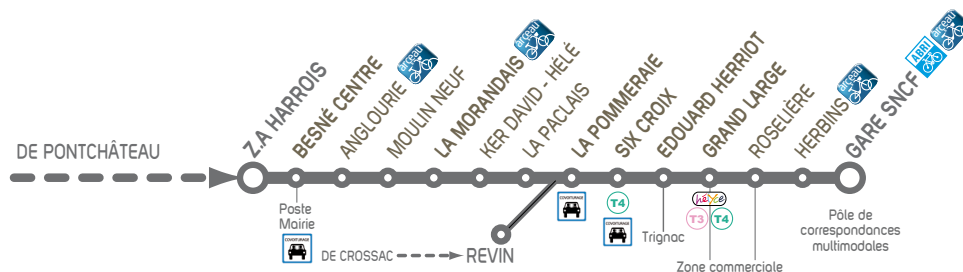 DE PONTCHÂTEAU
Z.A HARROIS
BESNÉ CENTRE
ANGLOURIE
arceau
MOULIN NEUF
LA MORANDAIS
arceau
KER DAVID - HÉLÉ
LA PACLAIS
LA POMMERAIE
SIX CROIX
EDOUARD HERRIOT
GRAND LARGE
ROSELIÈRE
HERBINS
arceau
GARE SNCF
ABRI
arceau
Poste
Mairie
COVOITURAGE
DE CROSSAC
REVIN
COVOITURAGE
T4
COVOITURAGE
Trignac
hélYce
T3 T4
Zone commerciale
Pôle de
correspondances
multimodales